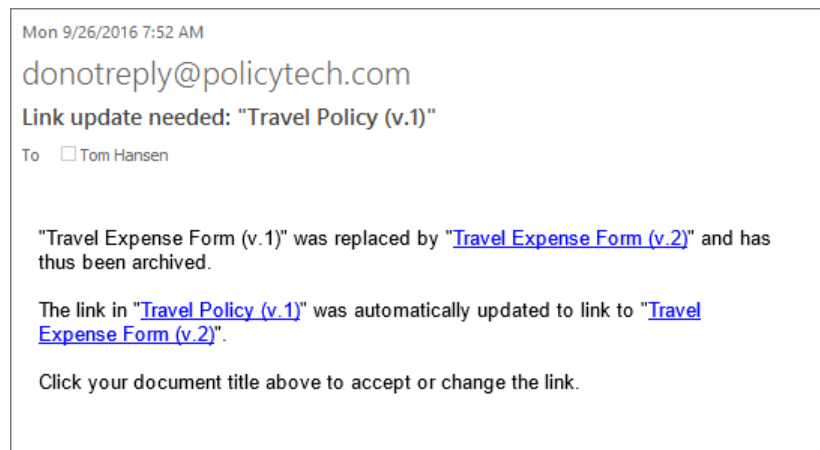 Mon 9/26/2016 7:52 AM
donotreply@policytech.com
Link update needed: "Travel Policy (v.1)"
To Tom Hansen
"Travel Expense Form (v.1)" was replaced by "Travel Expense Form (v.2)" and has
thus been archived.
The link in "Travel Policy (v.1)" was automatically updated to link to "Travel
Expense Form (v.2)".
Click your document title above to accept or change the link.